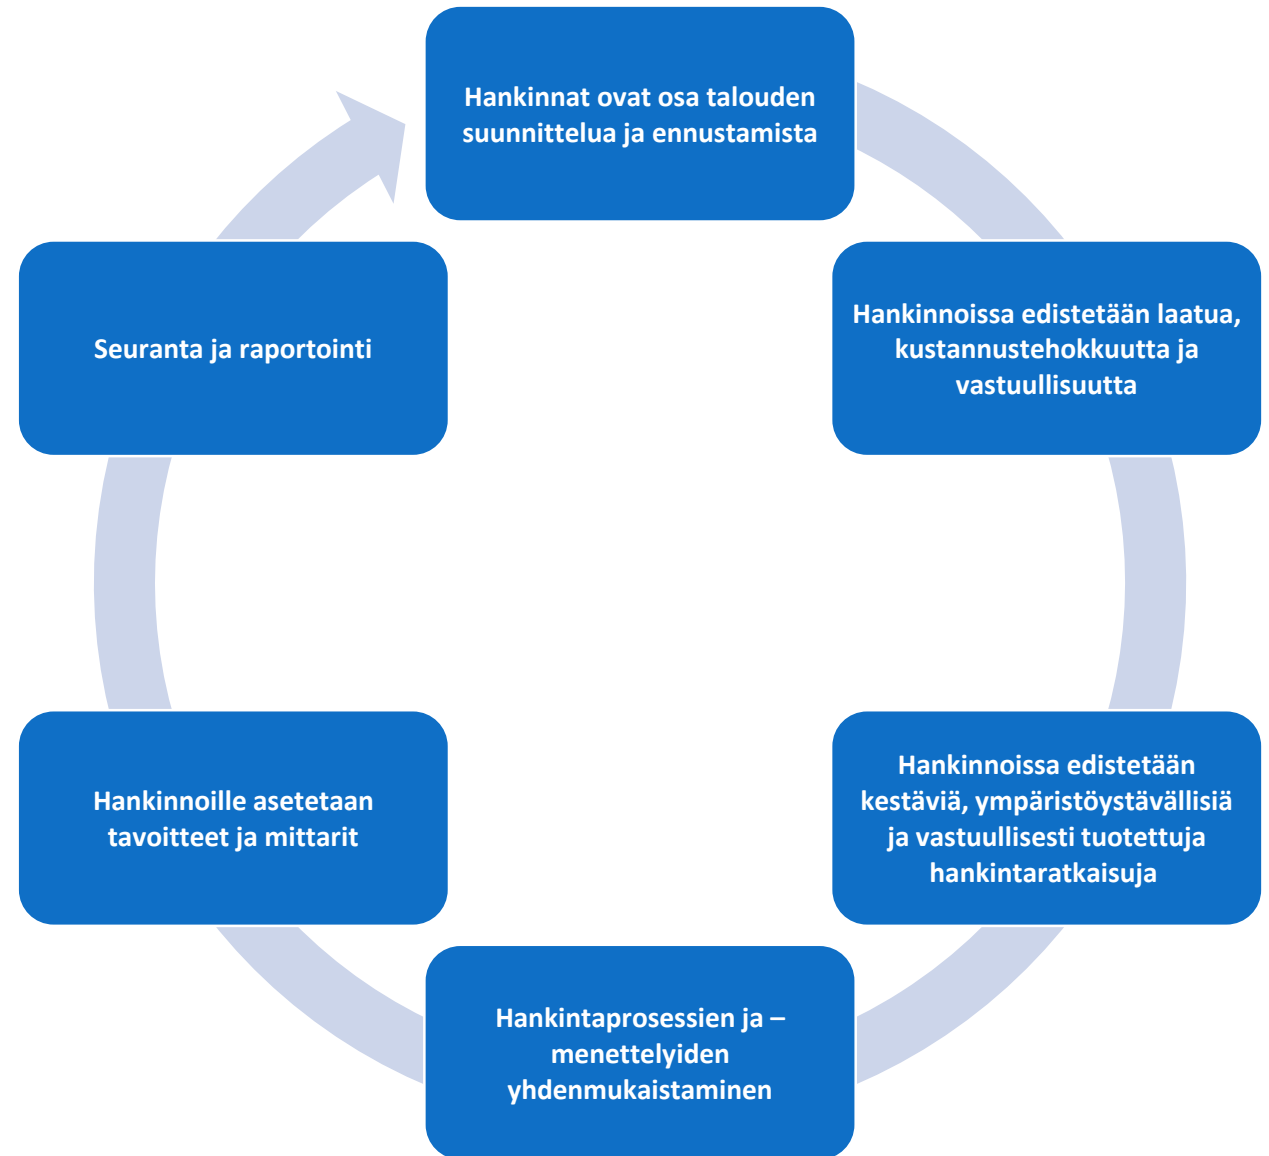 Hankinnat ovat osa talouden
suunnittelua ja ennustamista
Hankinnoissa edistetään laatua,
kustannustehokkuutta ja
vastuullisuutta
Hankinnoissa edistetään
kestäviä, ympäristöystävällisiä
ja vastuullisesti tuotettuja
hankintaratkaisuja
Hankintaprosessien ja –
menettelyiden
yhdenmukaistaminen
Hankinnoille asetetaan
tavoitteet ja mittarit
Seuranta ja raportointi